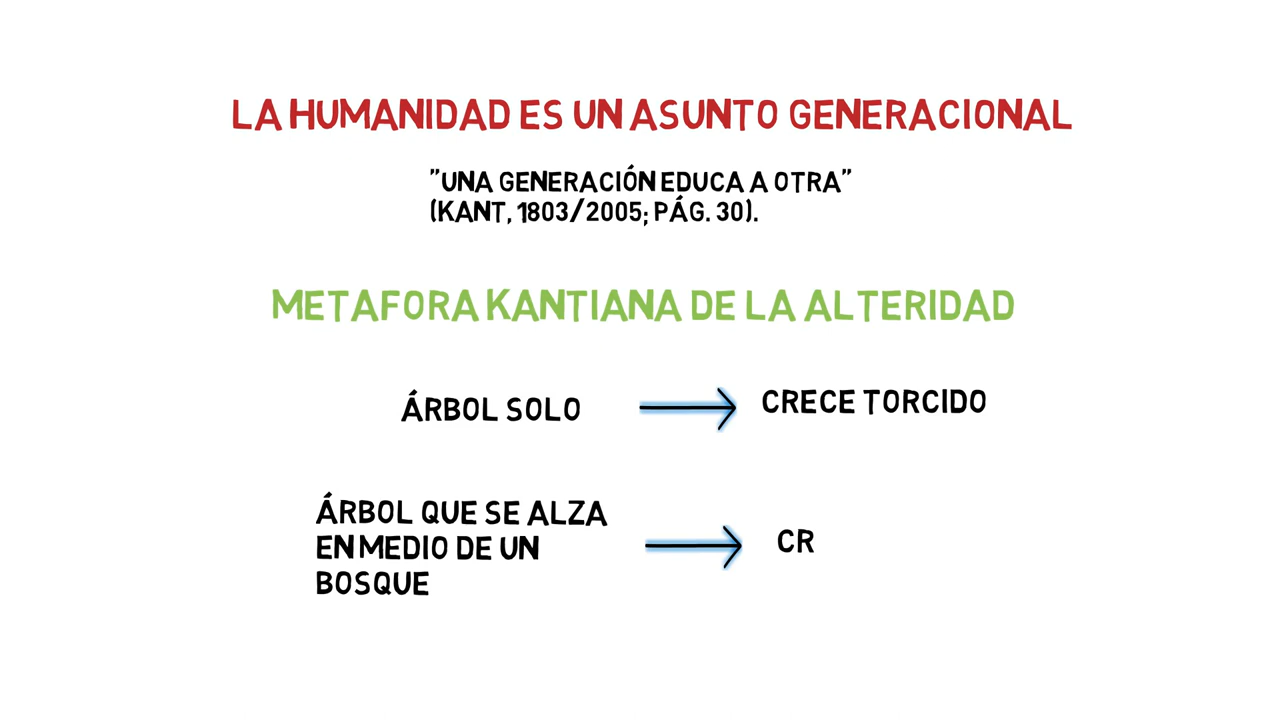 LA HUMANIDAD ES UN ASUNTO GENERACIONAL
"UNA GENERACIÓN EDUCA A OTRA"
(KANT, 1803/2005; PÁG. 30).
METAFORA KANTIANA DE LA ALTERIDAD
ÁRBOL SOLO
CRECE TORCIDO
ÁRBOL QUE SE ALZA
EN MEDIO DE UN
BOSQUE
CR